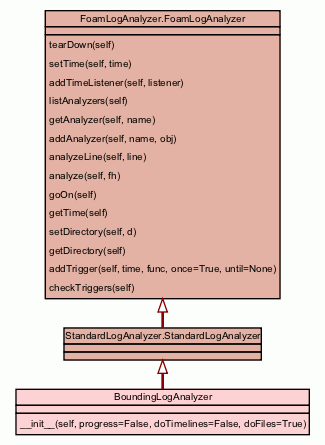 FoamLogAnalyzer.FoamLogAnalyzer
tearDown(self)
setTime(self, time)
addTimeListener(self, listener)
listAnalyzers(self)
getAnalyzer(self, name)
addAnalyzer(self, name, obj)
analyzeLine(self, line)
analyze(self, fh)
goOn(self)
getTime(self)
setDirectory(self, d)
getDirectory(self)
addTrigger(self, time, func, once=True, until=None)
checkTriggers(self)
StandardLogAnalyzer.StandardLogAnalyzer
BoundingLogAnalyzer
__init__(self, progress=False, doTimelines=False, doFiles=True)